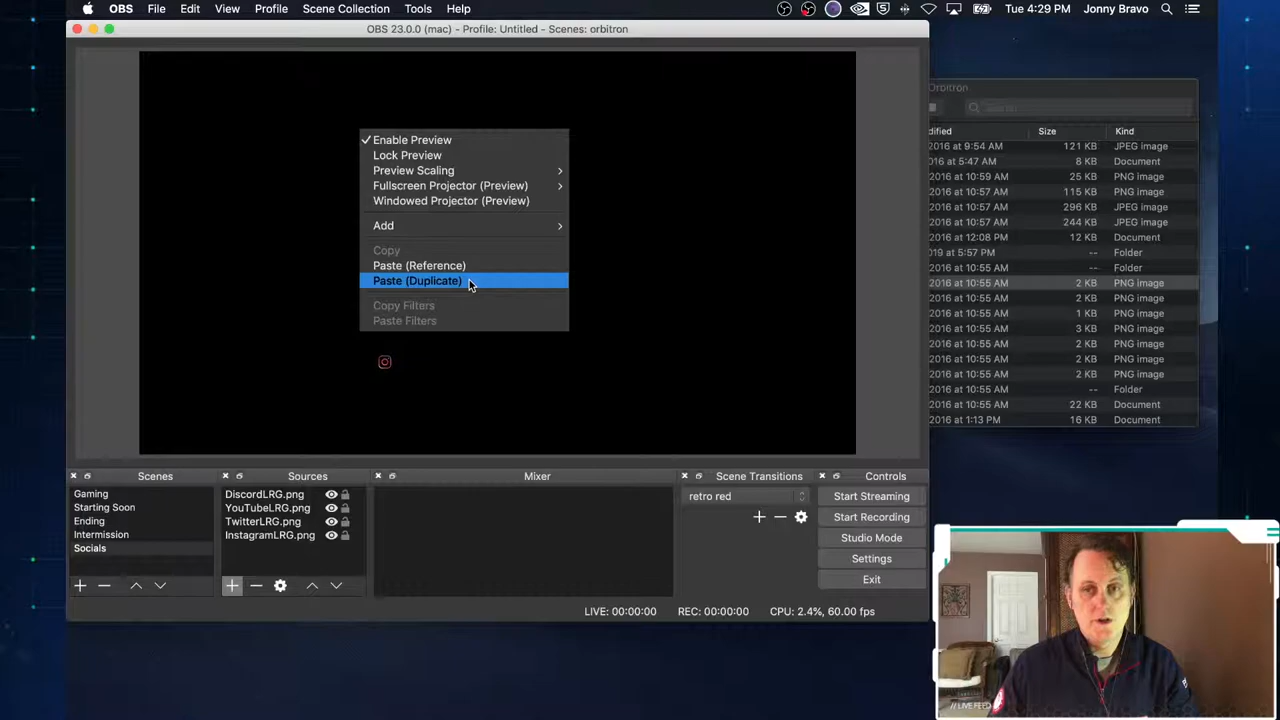 OBS File Edit View Profile Scene Collection Tools Help Tue 4:29 PM Jonny Bravo
OBS 23.0.0 (mac) - Profile: Untitled - Scenes: orbitron
Enable Preview
Lock Preview
Preview Scaling
Fullscreen Projector (Preview)
Windowed Projector (Preview)
Add
Copy
Paste (Reference)
Paste (Duplicate)
Copy Filters
Paste Filters
Orbitron
Search
dified Size Kind
2016 at 9:54 AM 121 KB JPEG image
016 at 5:47 AM 8 KB Document
2016 at 10:59 AM 25 KB PNG image
2016 at 10:57 AM 115 KB PNG image
2016 at 10:57 AM 296 KB JPEG image
2016 at 10:57 AM 244 KB JPEG image
2016 at 12:08 PM 12 KB Document
019 at 5:57 PM -- Folder
2016 at 10:55 AM -- Folder
2016 at 10:55 AM 2 KB PNG image
2016 at 10:55 AM 2 KB PNG image
2016 at 10:55 AM 1 KB PNG image
2016 at 10:55 AM 3 KB PNG image
2016 at 10:55 AM 2 KB PNG image
2016 at 10:55 AM 2 KB PNG image
2016 at 10:55 AM 2 KB PNG image
2016 at 10:55 AM -- Folder
2016 at 10:55 AM 22 KB Document
2016 at 1:13 PM 16 KB Document
Scenes
Gaming
Starting Soon
Ending
Intermission
Socials
Sources
DiscordLRG.png
YouTubeLRG.png
TwitterLRG.png
InstagramLRG.png
Mixer
Scene Transitions
retro red
Controls
Start Streaming
Start Recording
Studio Mode
Settings
Exit
LIVE: 00:00:00 REC: 00:00:00 CPU: 2.4%, 60.00 fps
// LIVE FEED